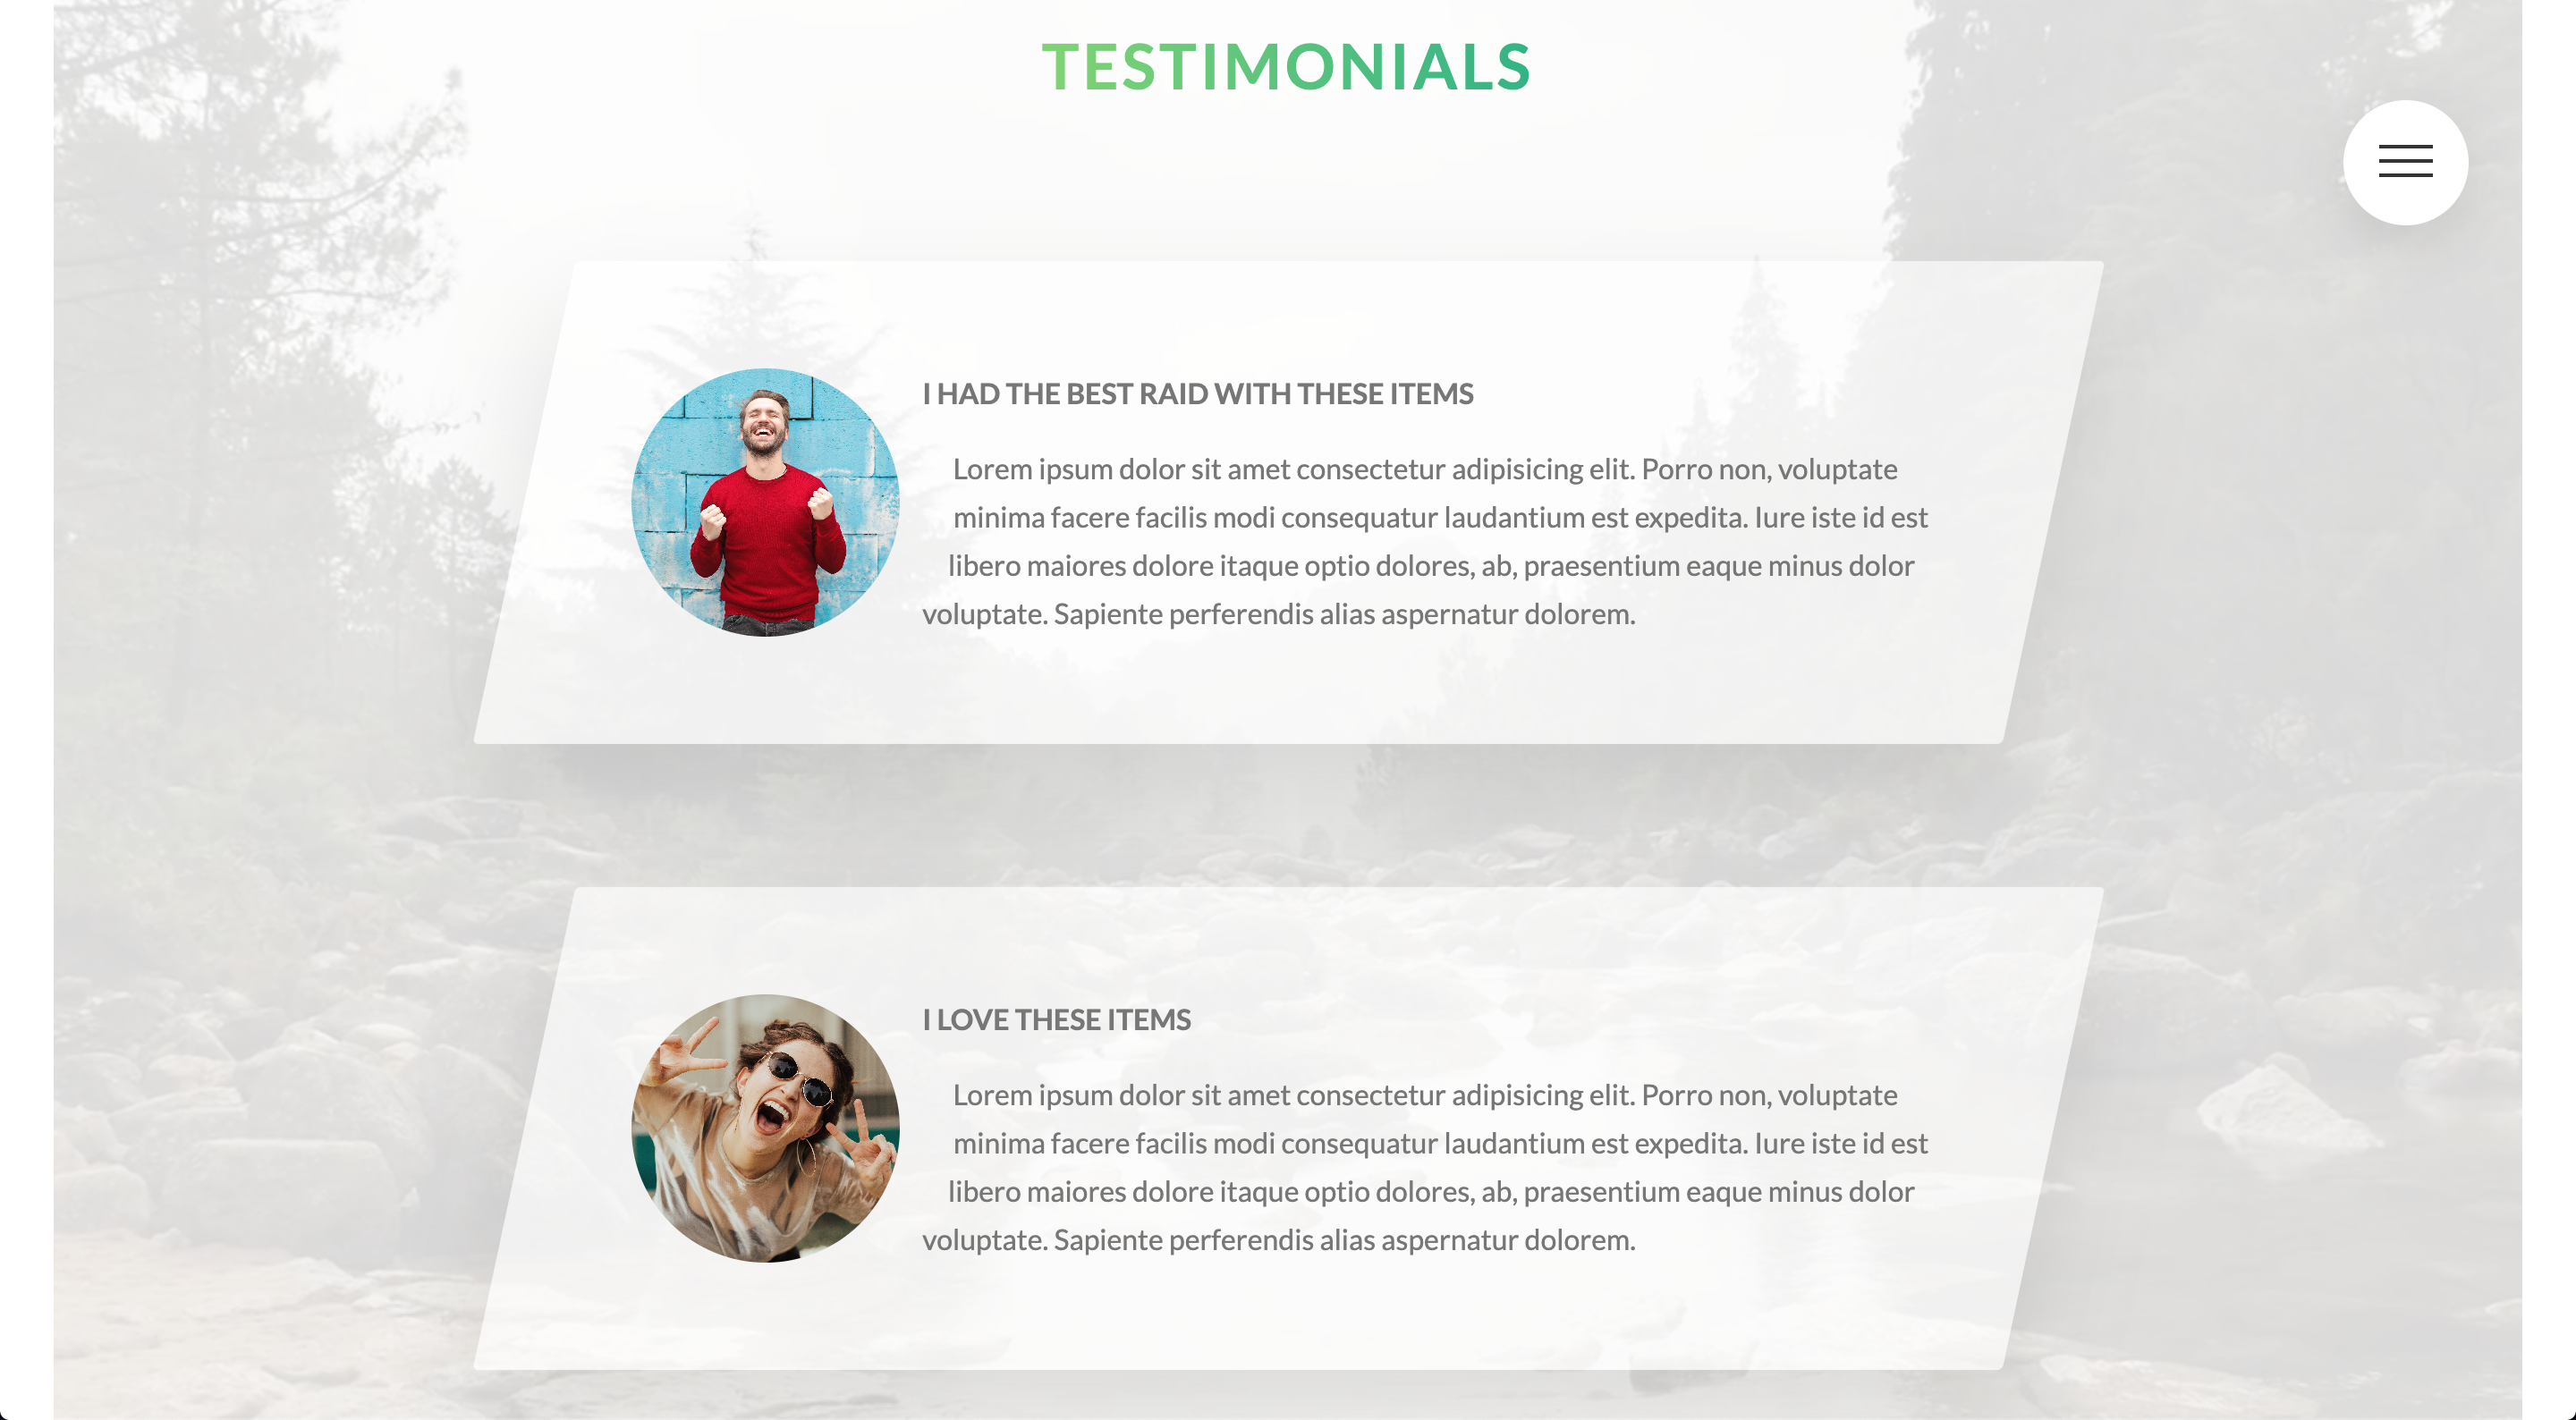 TESTIMONIALS
I HAD THE BEST RAID WITH THESE ITEMS
Lorem ipsum dolor sit amet consectetur adipisicing elit. Porro non, voluptate
minima facere facilis modi consequatur laudantium est expedita. Iure iste id est
libero maiores dolore itaque optio dolores, ab, praesentium eaque minus dolor
voluptate. Sapiente perferendis alias aspernatur dolorem.
I LOVE THESE ITEMS
Lorem ipsum dolor sit amet consectetur adipisicing elit. Porro non, voluptate
minima facere facilis modi consequatur laudantium est expedita. Iure iste id est
libero maiores dolore itaque optio dolores, ab, praesentium eaque minus dolor
voluptate. Sapiente perferendis alias aspernatur dolorem.